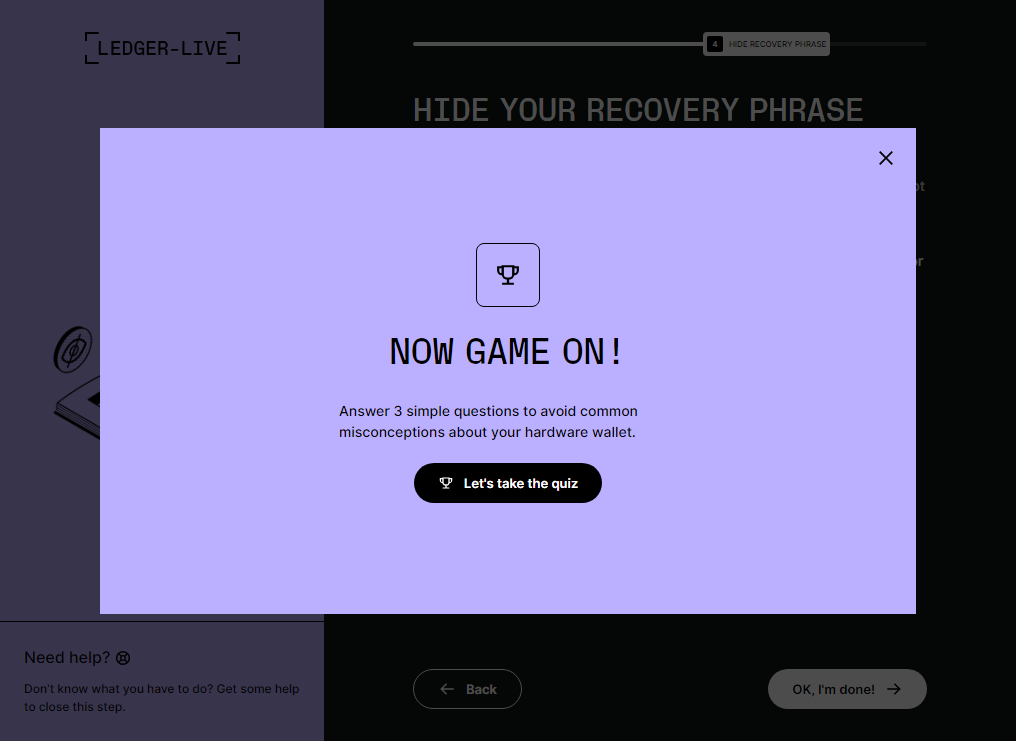 LEDGER-LIVE
4 HIDE RECOVERY PHRASE
HIDE YOUR RECOVERY PHRASE
NOW GAME ON!
Answer 3 simple questions to avoid common
misconceptions about your hardware wallet.
Let's take the quiz
Need help?
Don't know what you have to do? Get some help
to close this step.
Back
OK, I'm done!